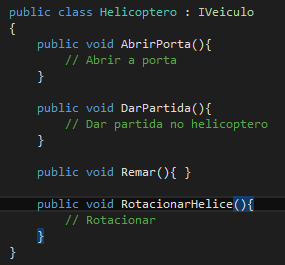 public class Helicoptero : IVeiculo
{
    public void AbrirPorta(){
        // Abrir a porta
    }

    public void DarPartida(){
        // Dar partida no helicoptero
    }

    public void Remar(){ }

    public void RotacionarHelice(){
        // Rotacionar
    }
}